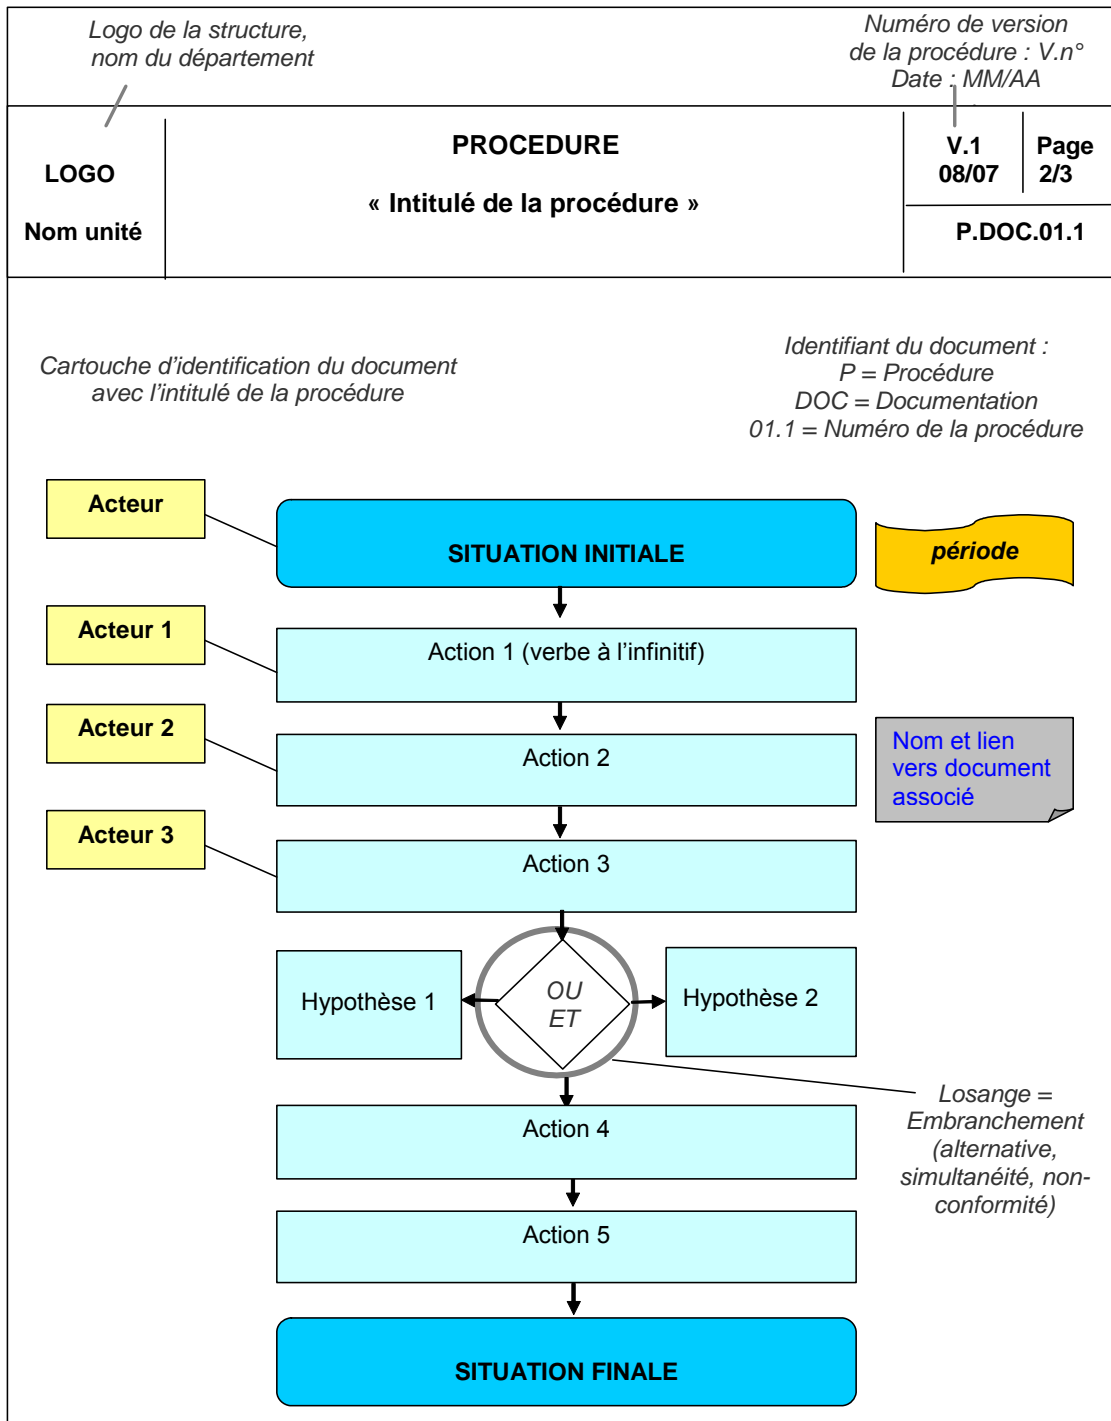 Logo de la structure,
nom du département
Numéro de version
de la procédure : V.n°
Date : MM/AA
LOGO
Nom unité
PROCEDURE
« Intitulé de la procédure »
V.1
08/07
Page
2/3
P.DOC.01.1
Cartouche d’identification du document
avec l’intitulé de la procédure
Identifiant du document :
P = Procédure
DOC = Documentation
01.1 = Numéro de la procédure
Acteur
SITUATION INITIALE
période
Acteur 1
Action 1 (verbe à l’infinitif)
Acteur 2
Action 2
Nom et lien
vers document
associé
Acteur 3
Action 3
Hypothèse 1
OU
ET
Hypothèse 2
Losange =
Embranchement
(alternative,
simultanéité, non-
conformité)
Action 4
Action 5
SITUATION FINALE